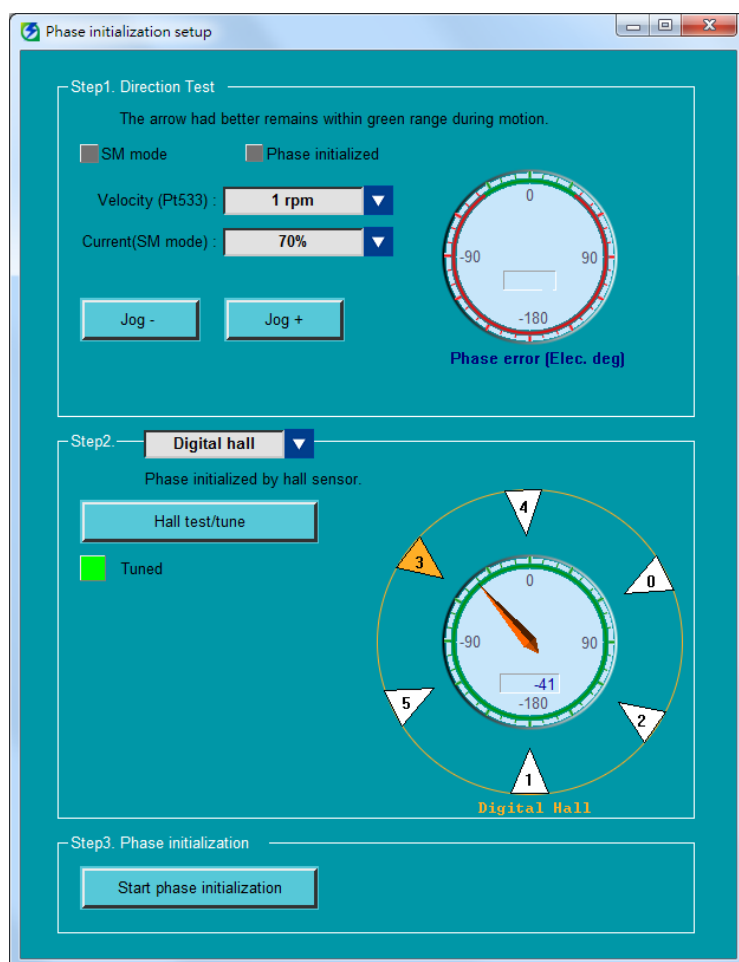 Phase initialization setup
Step1. Direction Test
The arrow had better remains within green range during motion.
SM mode
Phase initialized
Velocity (Pt533) :
1 rpm
Current(SM mode) :
70%
Jog -
Jog +
0
-90
90
-180
Phase error (Elec. deg)
Step2.
Digital hall
Phase initialized by hall sensor.
Hall test/tune
Tuned
4
3
0
0
-90
90
-41
-180
5
2
1
Digital Hall
Step3. Phase initialization
Start phase initialization